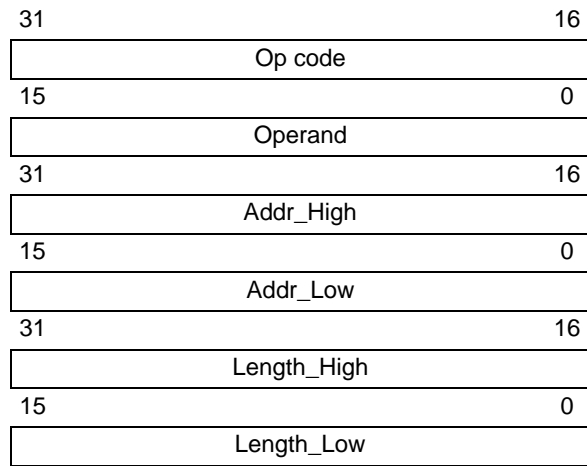 31 16
Op code
15 0
Operand
31 16
Addr_High
15 0
Addr_Low
31 16
Length_High
15 0
Length_Low